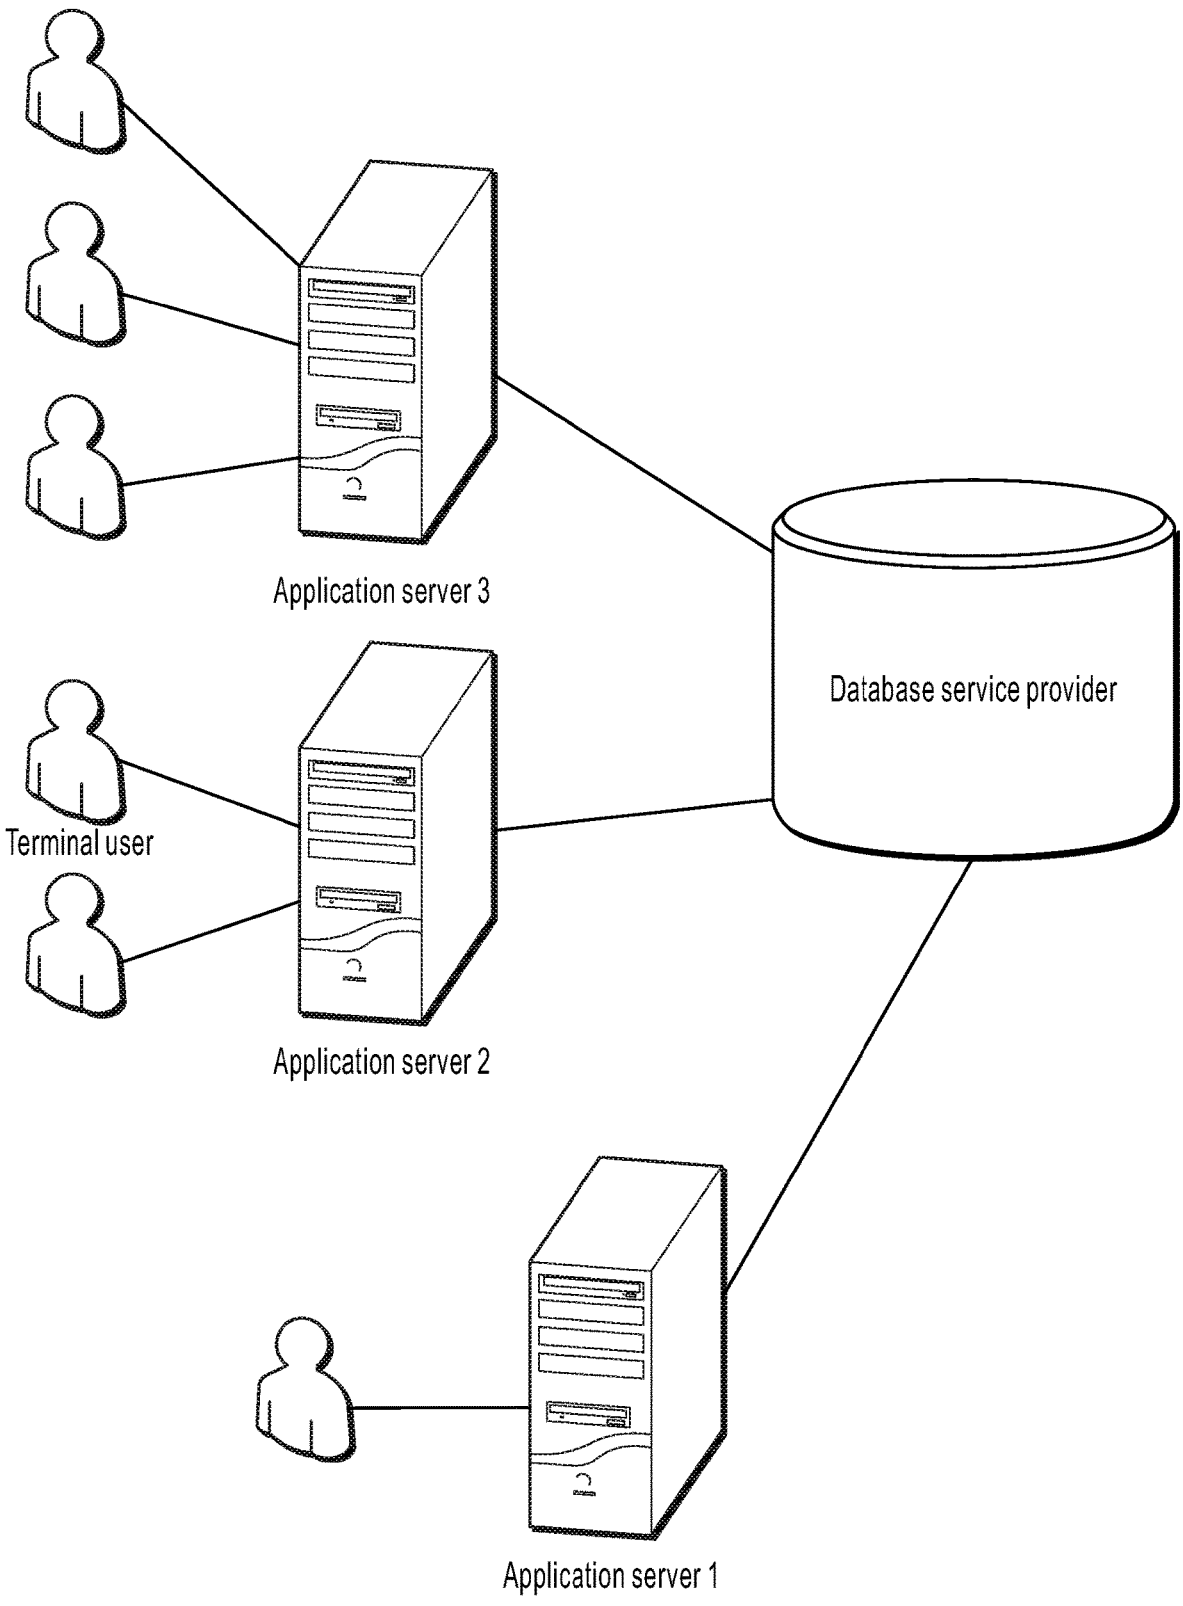 Application server 3
Database service provider
Terminal user
Application server 2
Application server 1